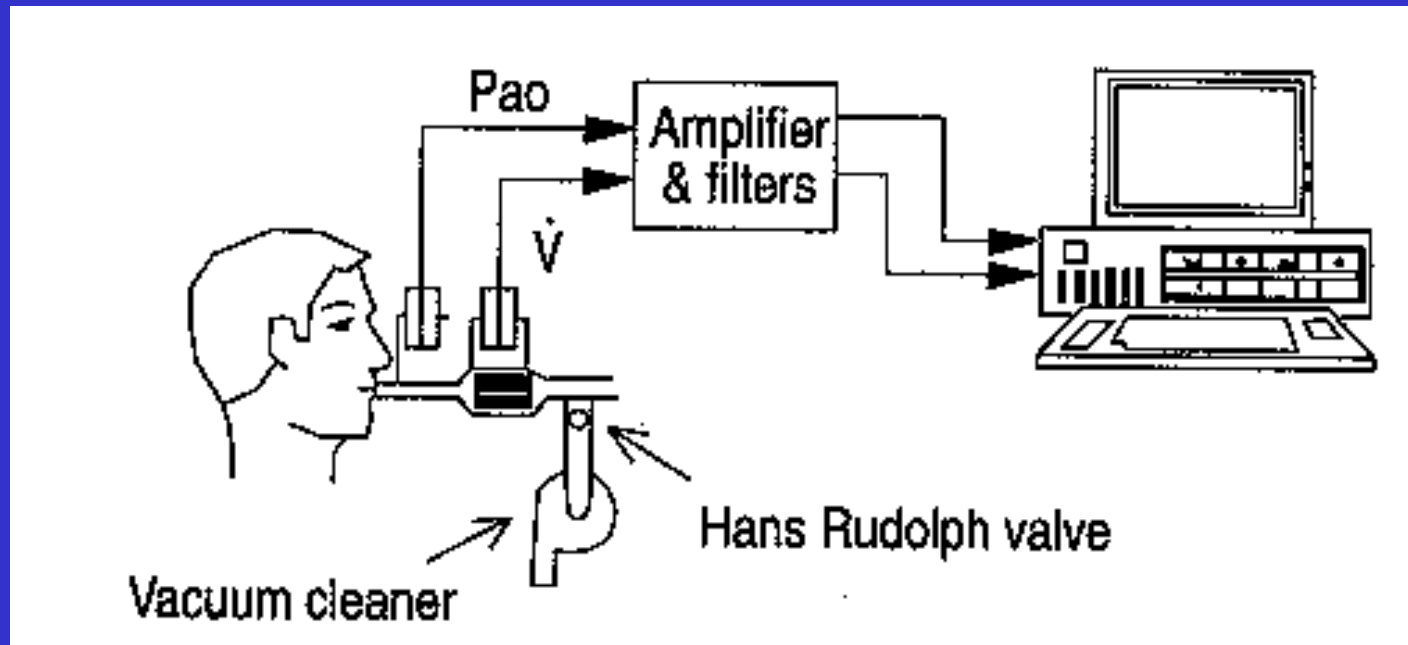 Pao
Amplifier
& filters
V̇
Hans Rudolph valve
Vacuum cleaner